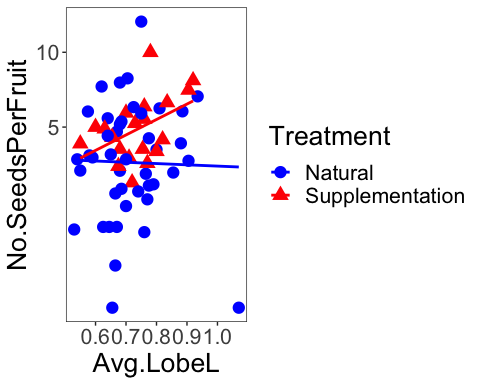 10
5
No.SeedsPerFruit
0.60.70.80.91.0
Avg.LobeL
Treatment
Natural
Supplementation